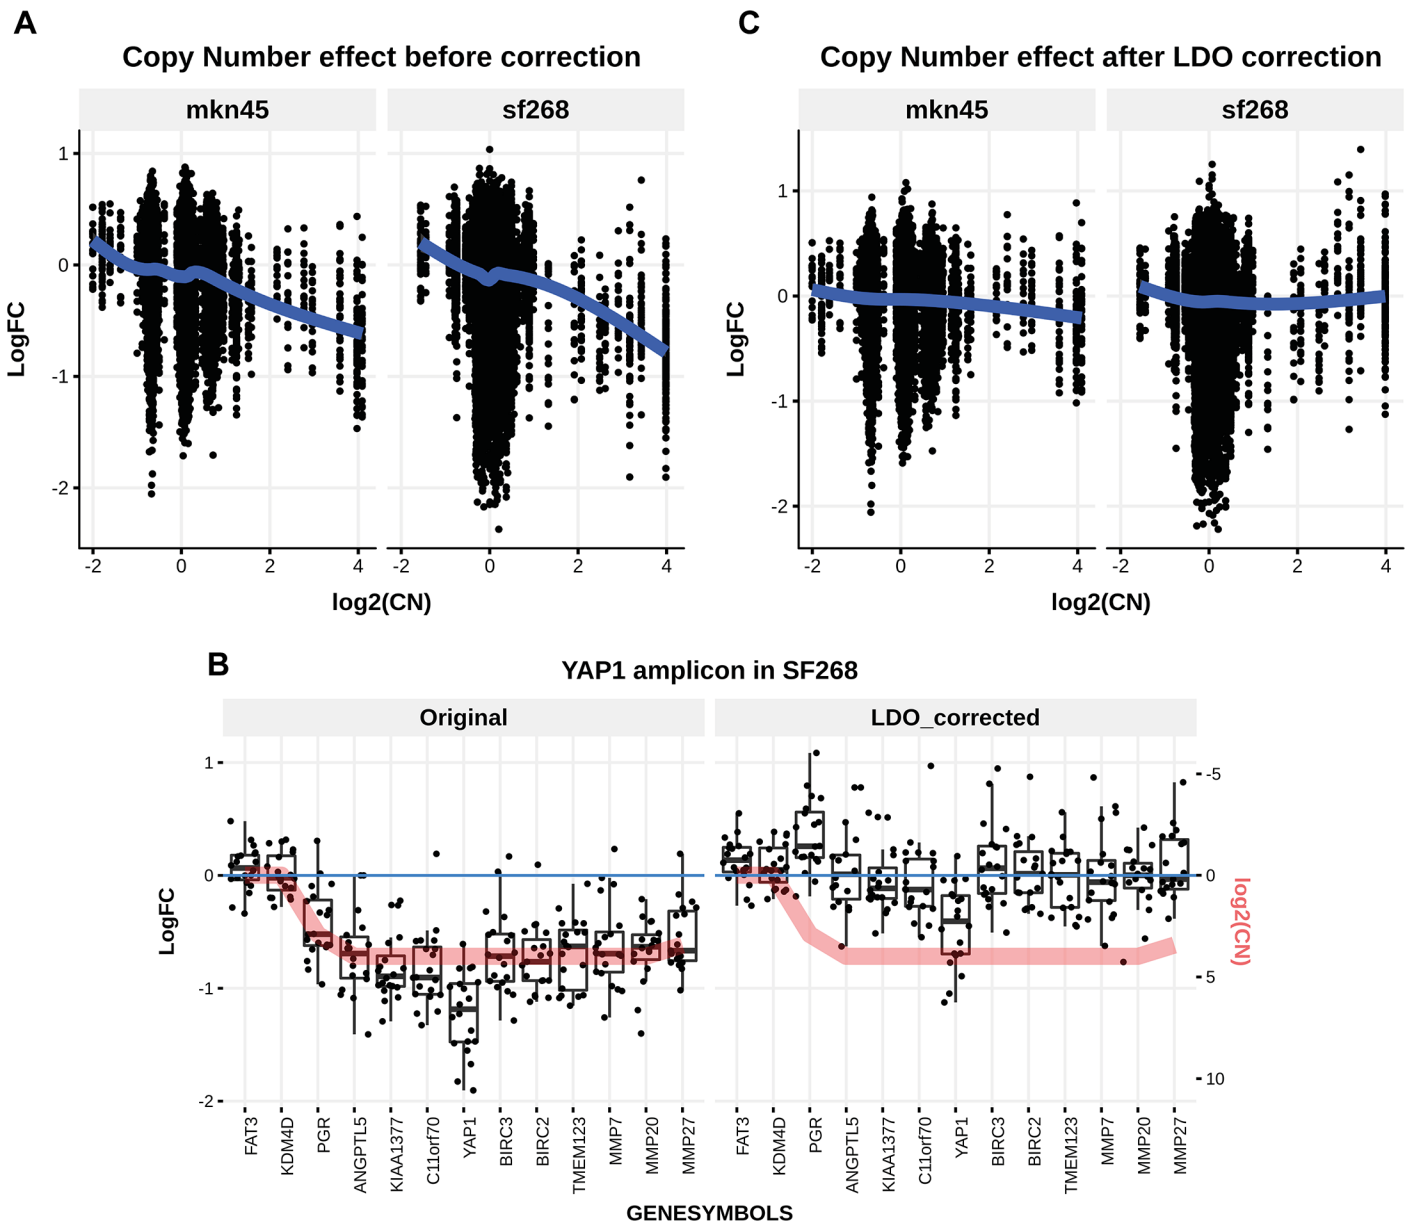 A
Copy Number effect before correction
mkn45
sf268
1
0
-1
-2
LogFC
-2
0
2
4
-2
0
2
4
log2(CN)
C
Copy Number effect after LDO correction
mkn45
sf268
1
0
-1
-2
LogFC
-2
0
2
4
-2
0
2
4
log2(CN)
B
YAP1 amplicon in SF268
Original
LDO_corrected
1
0
-1
-2
LogFC
-5
0
5
10
log2(CN)
FAT3
KDM4D
PGR
ANGPTL5
KIAA1377
C11orf70
YAP1
BIRC3
BIRC2
TMEM123
MMP7
MMP20
MMP27
FAT3
KDM4D
PGR
ANGPTL5
KIAA1377
C11orf70
YAP1
BIRC3
BIRC2
TMEM123
MMP7
MMP20
MMP27
GENESYMBOLS